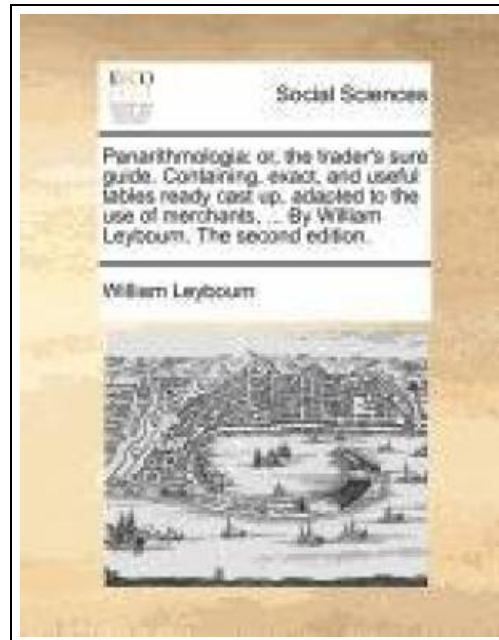 ECCO
Social Sciences
Panarithmologia: or, the trader's sure
guide. Containing, exact, and useful
tables ready cast up, adapted to the
use of merchants, ... By William
Leybourn. The second edition.
William Leybourn